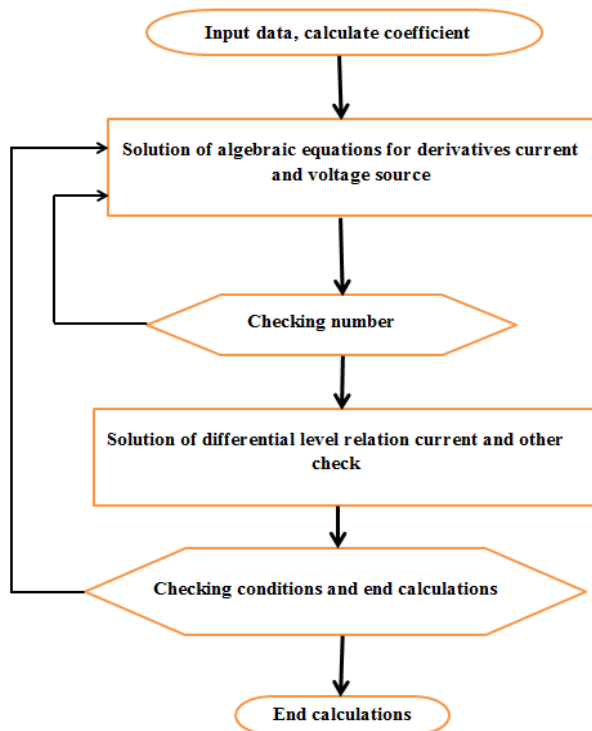 Input data, calculate coefficient
Solution of algebraic equations for derivatives current
and voltage source
Checking number
Solution of differential level relation current and other
check
Checking conditions and end calculations
End calculations